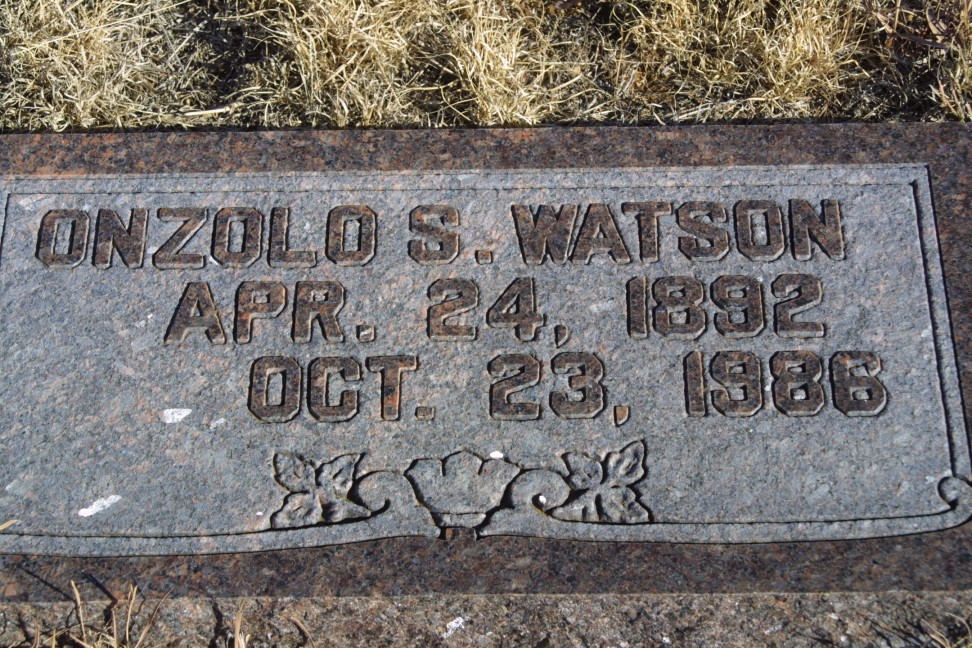 ONZOLO S. WATSON
APR. 24, 1892
OCT. 23, 1986